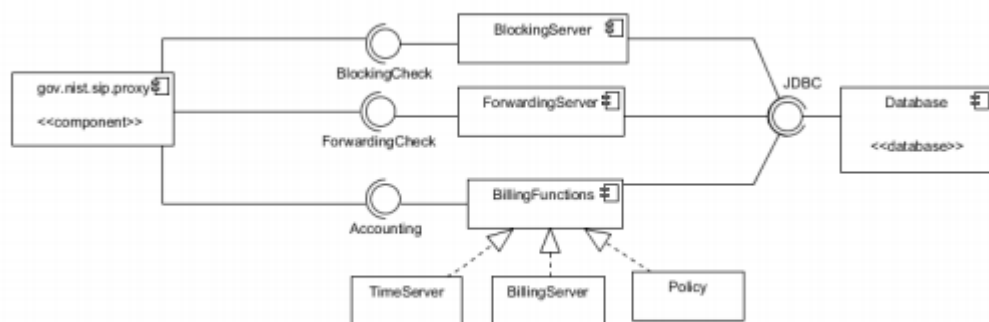 BlockingServer
BlockingCheck
gov.nist.sip.proxy
<<component>>
ForwardingServer
ForwardingCheck
JDBC
Database
<<database>>
BillingFunctions
Accounting
TimeServer
BillingServer
Policy